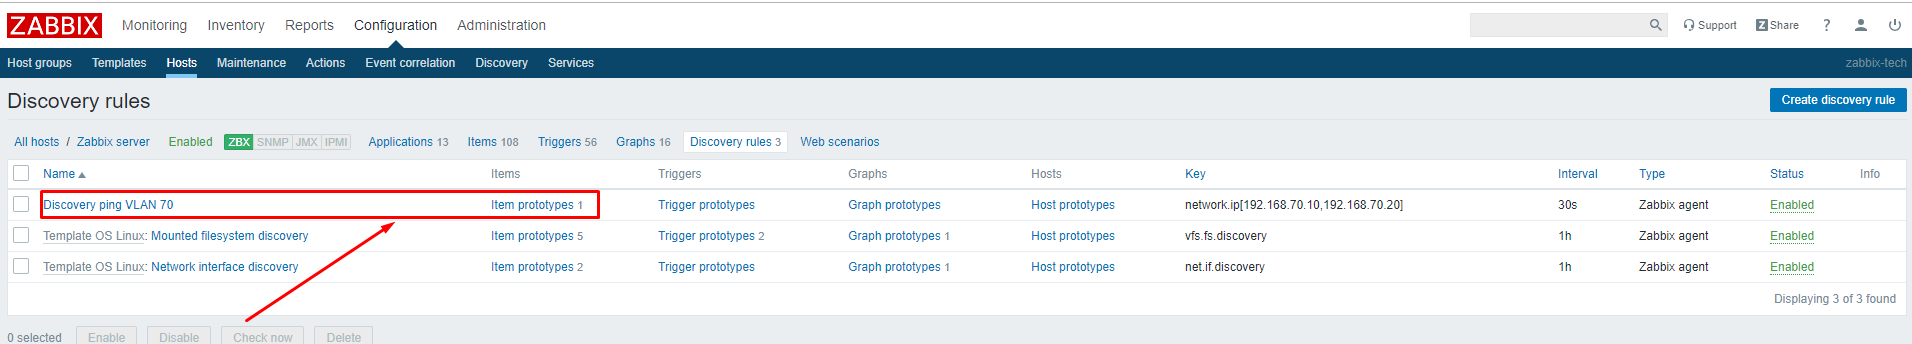 ZABBIX Monitoring Inventory Reports Configuration Administration Support Z Share ?
Host groups Templates Hosts Maintenance Actions Event correlation Discovery Services zabbix-tech
Discovery rules Create discovery rule
All hosts / Zabbix server Enabled ZBX SNMP JMX IPMI Applications 13 Items 108 Triggers 56 Graphs 16 Discovery rules 3 Web scenarios
Name Items Triggers Graphs Hosts Key Interval Type Status Info
Discovery ping VLAN 70 Item prototypes 1 Trigger prototypes Graph prototypes Host prototypes network.ip[192.168.70.10,192.168.70.20] 30s Zabbix agent Enabled
Template OS Linux: Mounted filesystem discovery Item prototypes 5 Trigger prototypes 2 Graph prototypes 1 Host prototypes vfs.fs.discovery 1h Zabbix agent Enabled
Template OS Linux: Network interface discovery Item prototypes 2 Trigger prototypes Graph prototypes 1 Host prototypes net.if.discovery 1h Zabbix agent Enabled
Displaying 3 of 3 found
0 selected Enable Disable Check now Delete